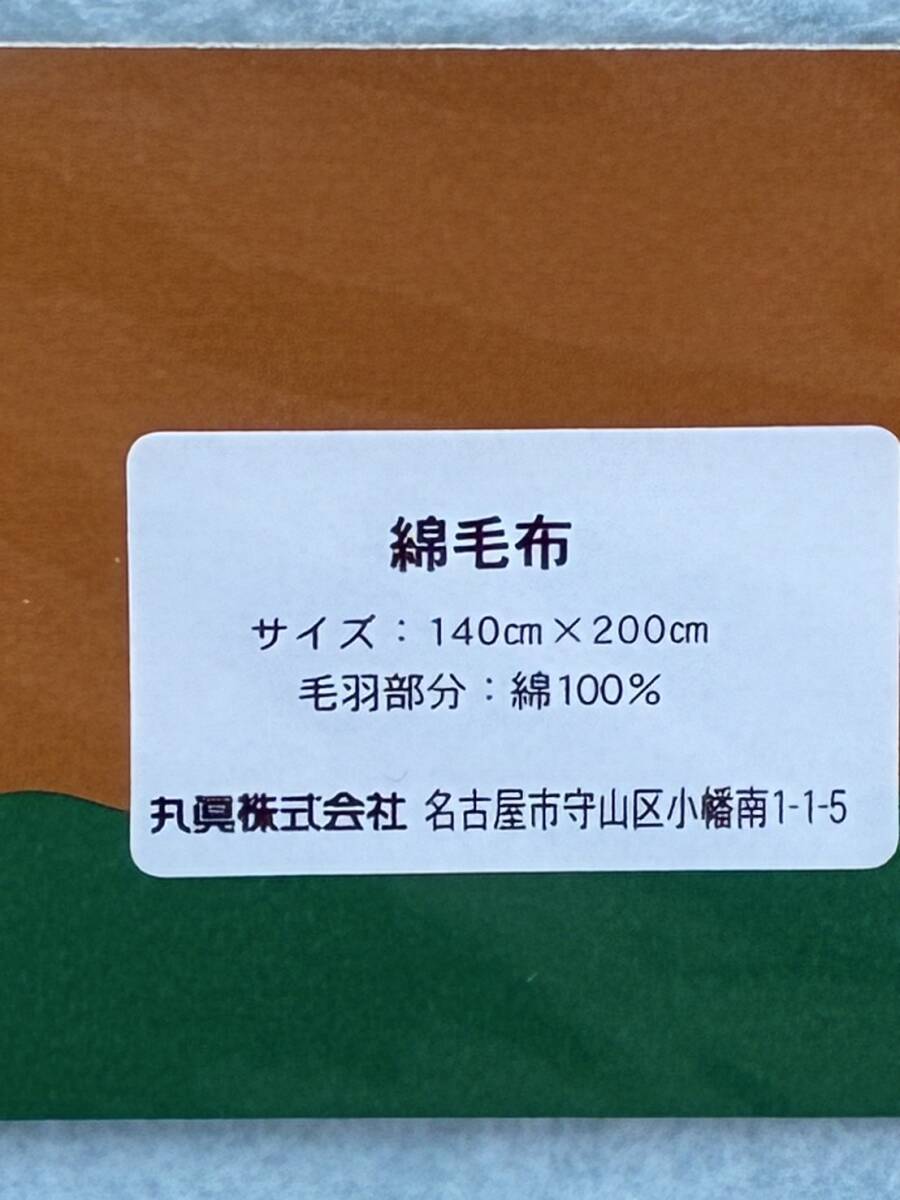 綿毛布
サイズ：140㎝×200㎝
毛羽部分：綿100％
丸眞株式会社 名古屋市守山区小幡南1-1-5